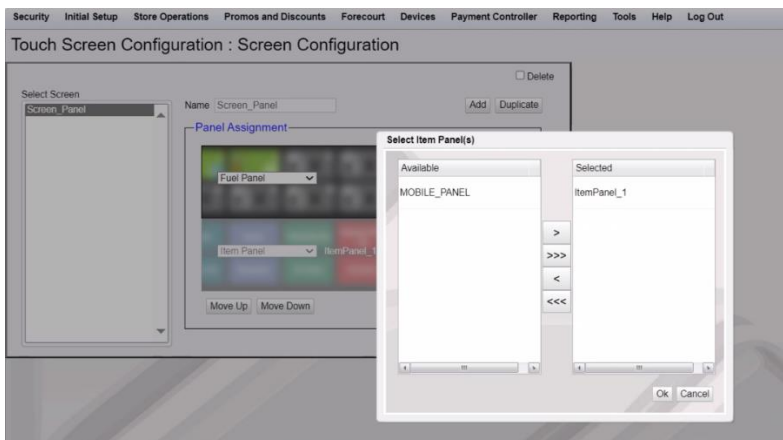 Security Initial Setup Store Operations Promos and Discounts Forecourt Devices Payment Controller Reporting Tools Help Log Out
Touch Screen Configuration : Screen Configuration
Delete
Select Screen
Screen_Panel
Name Screen_Panel
Add Duplicate
Panel Assignment
Fuel Panel
Item Panel ItemPanel_1
Move Up Move Down
Select Item Panel(s)
Available Selected
MOBILE_PANEL ItemPanel_1
>
>>>
<
<<<
Ok Cancel